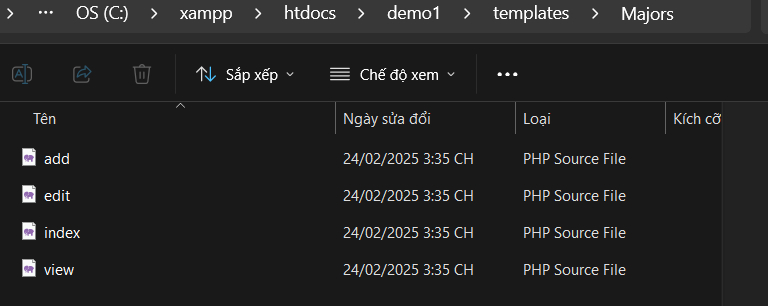 > ··· OS (C:) > xampp > htdocs > demo1 > templates > Majors
Sắp xếp Chế độ xem ···
Tên Ngày sửa đổi Loại Kích cỡ
add 24/02/2025 3:35 CH PHP Source File
edit 24/02/2025 3:35 CH PHP Source File
index 24/02/2025 3:35 CH PHP Source File
view 24/02/2025 3:35 CH PHP Source File